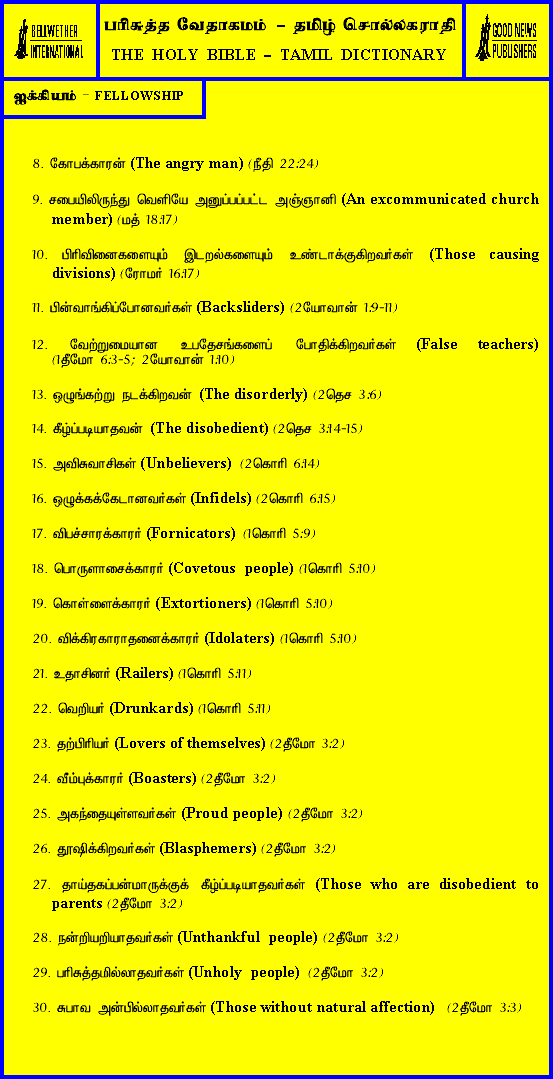 BELLWETHER
INTERNATIONAL
பரிசுத்த வேதாகமம் – தமிழ் சொல்லகராதி
THE HOLY BIBLE – TAMIL DICTIONARY
GOOD NEWS
PUBLISHERS
ஐக்கியம் – FELLOWSHIP
8. கோபக்காரன் (The angry man) (நீதி 22:24)
9. சபையிலிருந்து வெளியே அனுப்பப்பட்ட அஞ்ஞானி (An excommunicated church
member) (மத் 18:17)
10. பிரிவினைகளையும் இடறல்களையும் உண்டாக்குகிறவர்கள் (Those causing
divisions) (ரோமர் 16:17)
11. பின்வாங்கிப்போனவர்கள் (Backsliders) (2யோவான் 1:9-11)
12. வேற்றுமையான உபதேசங்களைப் போதிக்கிறவர்கள் (False teachers)
(1தீமோ 6:3-5; 2யோவான் 1:10)
13. ஒழுங்கற்று நடக்கிறவன் (The disorderly) (2தெச 3:6)
14. கீழ்ப்படியாதவன் (The disobedient) (2தெச 3:14-15)
15. அவிசுவாசிகள் (Unbelievers) (2கொரி 6:14)
16. ஒழுக்கக்கேடானவர்கள் (Infidels) (2கொரி 6:15)
17. விபச்சாரக்காரர் (Fornicators) (1கொரி 5:9)
18. பொருளாசைக்காரர் (Covetous people) (1கொரி 5:10)
19. கொள்ளைக்காரர் (Extortioners) (1கொரி 5:10)
20. விக்கிரகாராதனைக்காரர் (Idolaters) (1கொரி 5:10)
21. உதாசினர் (Railers) (1கொரி 5:11)
22. வெறியர் (Drunkards) (1கொரி 5:11)
23. தற்பிரியர் (Lovers of themselves) (2தீமோ 3:2)
24. வீம்புக்காரர் (Boasters) (2தீமோ 3:2)
25. அகந்தையுள்ளவர்கள் (Proud people) (2தீமோ 3:2)
26. தூஷிக்கிறவர்கள் (Blasphemers) (2தீமோ 3:2)
27. தாய்தகப்பன்மாருக்குக் கீழ்ப்படியாதவர்கள் (Those who are disobedient to
parents (2தீமோ 3:2)
28. நன்றியறியாதவர்கள் (Unthankful people) (2தீமோ 3:2)
29. பரிசுத்தமில்லாதவர்கள் (Unholy people) (2தீமோ 3:2)
30. சுபாவ அன்பில்லாதவர்கள் (Those without natural affection) (2தீமோ 3:3)